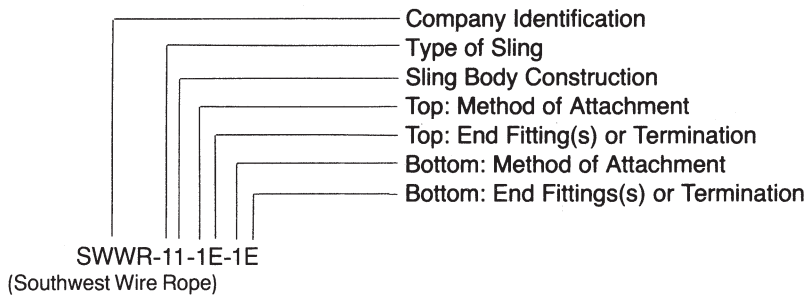 Company Identification
Type of Sling
Sling Body Construction
Top: Method of Attachment
Top: End Fitting(s) or Termination
Bottom: Method of Attachment
Bottom: End Fittings(s) or Termination
SWWR-11-1E-1E
(Southwest Wire Rope)